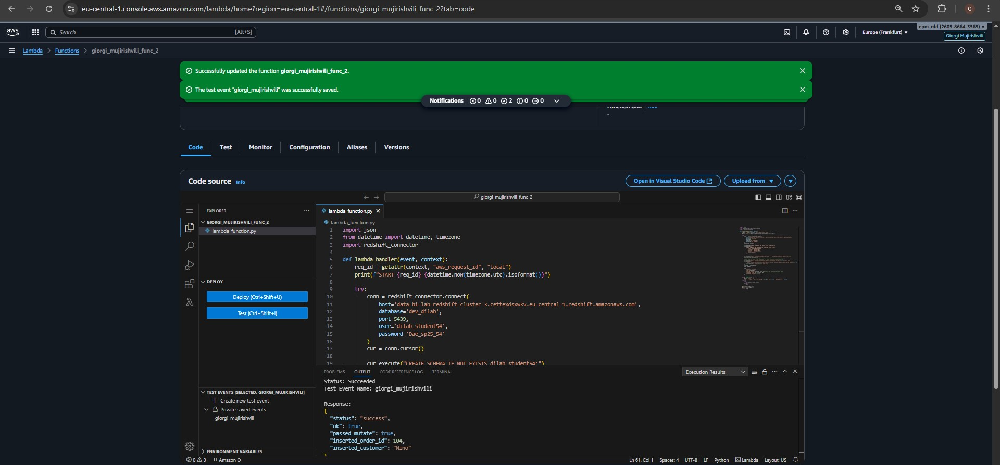 eu-central-1.console.aws.amazon.com/lambda/home?region=eu-central-1#/functions/giorgi_mujirishvili_func_2?tab=code
G
aws
Search
[Alt+S]
Europe (Frankfurt)
epm-rdd (2605-8664-3565)
Giorgi Mujirishvili
Lambda
Functions
giorgi_mujirishvili_func_2
Successfully updated the function giorgi_mujirishvili_func_2.
The test event "giorgi_mujirishvili" was successfully saved.
Notifications 0 0 2 0 0
-
Code
Test
Monitor
Configuration
Aliases
Versions
Code source Info
Open in Visual Studio Code
Upload from
giorgi_mujirishvili_func_2
EXPLORER
GIORGI_MUJIRISHVILI_FUNC_2
lambda_function.py
DEPLOY
Deploy (Ctrl+Shift+U)
Test (Ctrl+Shift+I)
TEST EVENTS [SELECTED: GIORGI_MUJIRISHVILI]
Create new test event
Private saved events
giorgi_mujirishvili
ENVIRONMENT VARIABLES
lambda_function.py
lambda_function.py
1 import json
2 from datetime import datetime, timezone
3 import redshift_connector
4
5 def lambda_handler(event, context):
6 req_id = getattr(context, "aws_request_id", "local")
7 print(f"START {req_id} {datetime.now(timezone.utc).isoformat()}")
8
9 try:
10 conn = redshift_connector.connect(
11 host='data-bi-lab-redshift-cluster-3.cettexdsxw3v.eu-central-1.redshift.amazonaws.com',
12 database='dev_dilab',
13 port=5439,
14 user='dilab_student54',
15 password='Dae_sp25_54'
16 )
17 cur = conn.cursor()
18
19 cur.execute("CREATE SCHEMA IF NOT EXISTS dilab_student54;")
PROBLEMS
OUTPUT
CODE REFERENCE LOG
TERMINAL
Execution Results
Status: Succeeded
Test Event Name: giorgi_mujirishvili
Response:
{
"status": "success",
"ok": true,
"passed_mutate": true,
"inserted_order_id": 104,
"inserted_customer": "Nino"
}
0 0
Amazon Q
Ln 61, Col 1
Spaces: 4
UTF-8
LF
Python
Lambda
Layout: US